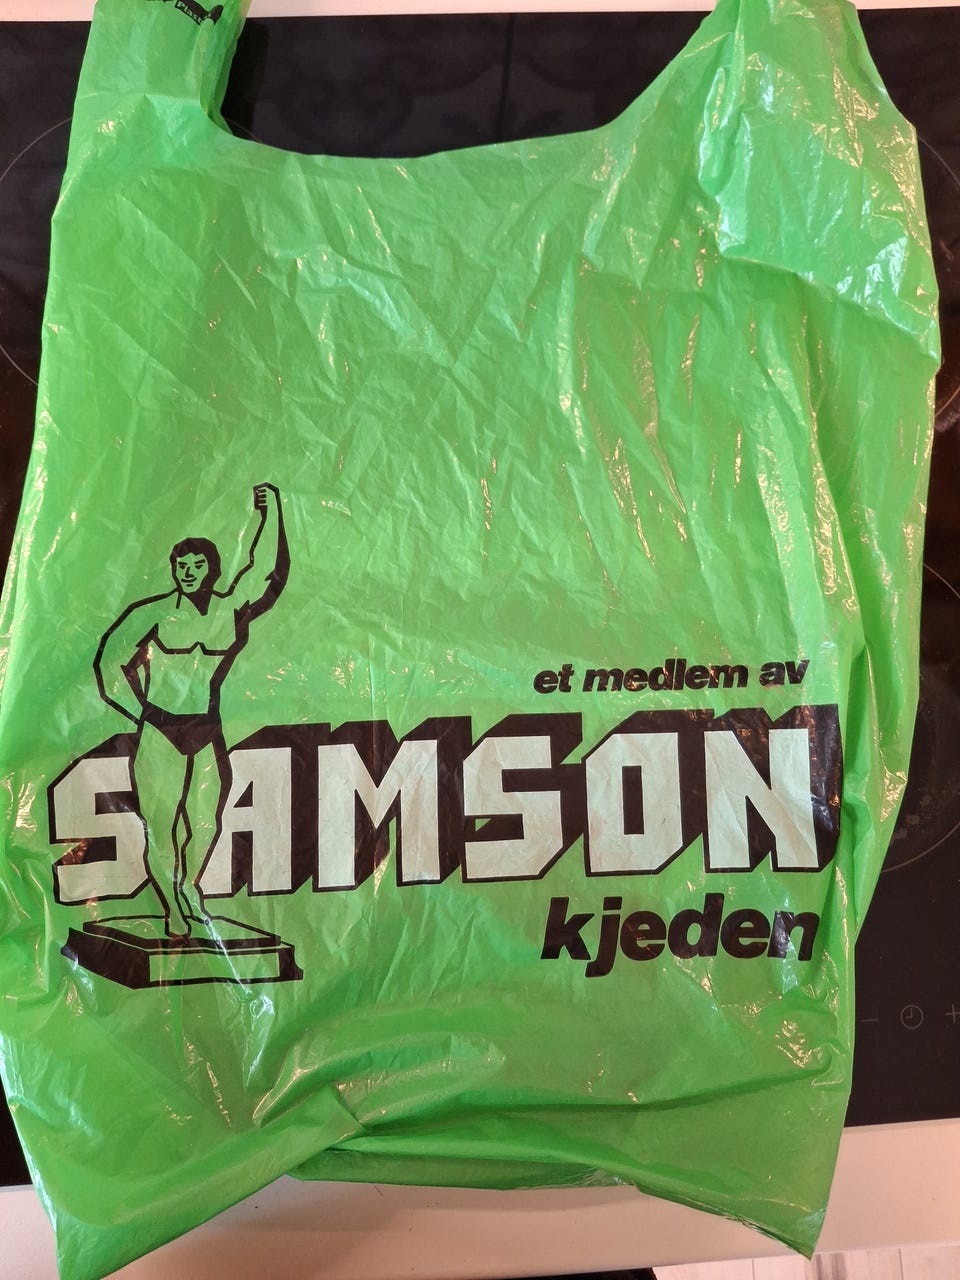 et medlem av
SAMSON
kjeden